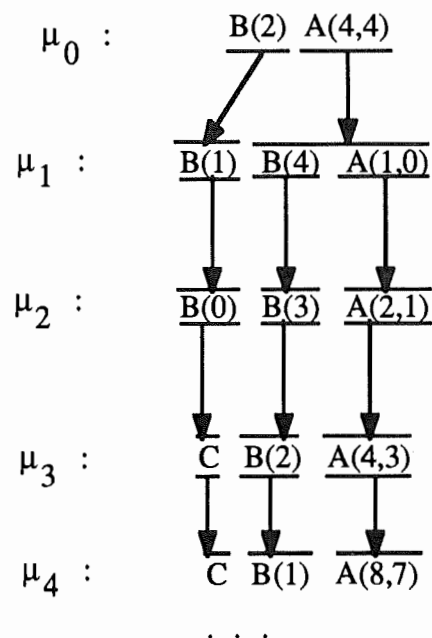 μ0 : B(2) A(4,4)
μ1 : B(1) B(4) A(1,0)
μ2 : B(0) B(3) A(2,1)
μ3 : C B(2) A(4,3)
μ4 : C B(1) A(8,7)
. . .